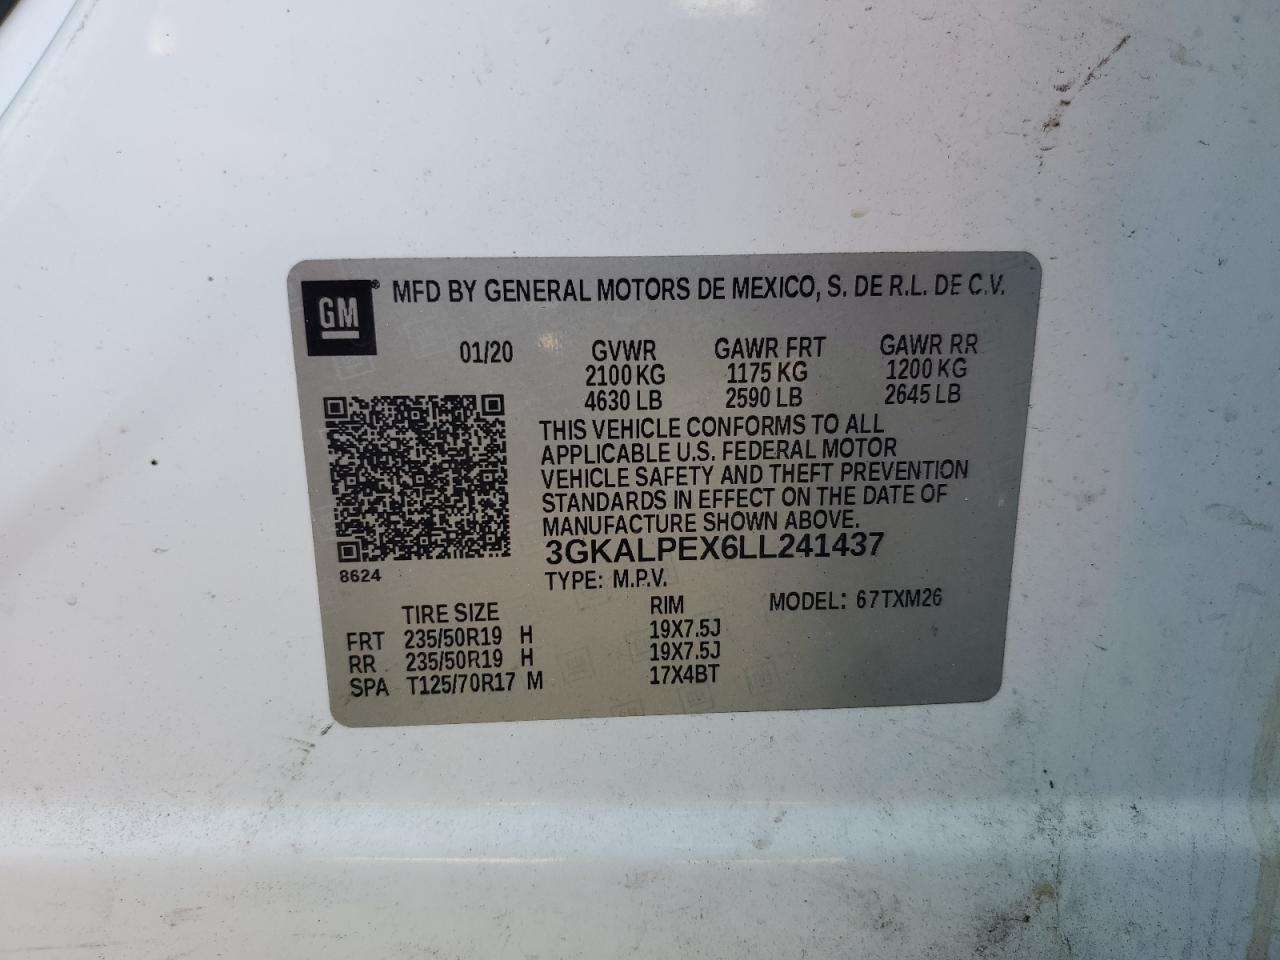 GM ® MFD BY GENERAL MOTORS DE MEXICO, S. DE R.L. DE C.V.
01/20 GVWR GAWR FRT GAWR RR
2100 KG 1175 KG 1200 KG
4630 LB 2590 LB 2645 LB
THIS VEHICLE CONFORMS TO ALL
APPLICABLE U.S. FEDERAL MOTOR
VEHICLE SAFETY AND THEFT PREVENTION
STANDARDS IN EFFECT ON THE DATE OF
MANUFACTURE SHOWN ABOVE.
3GKALPEX6LL241437
8624
TYPE: M.P.V.
TIRE SIZE RIM MODEL: 67TXM26
FRT 235/50R19 H 19X7.5J
RR 235/50R19 H 19X7.5J
SPA T125/70R17 M 17X4BT